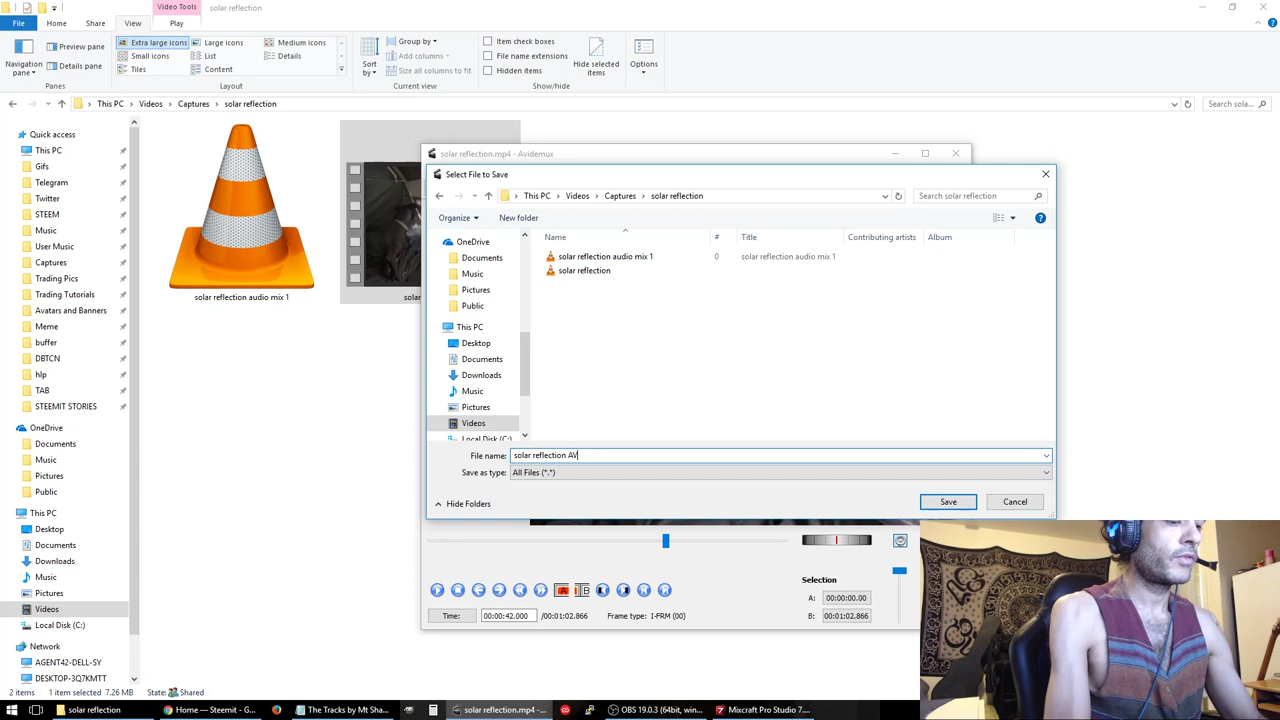 Video Tools
solar reflection
File
Home
Share
View
Play
Navigation pane
Preview pane
Details pane
Panes
Extra large icons
Large icons
Medium icons
Small icons
List
Details
Tiles
Content
Layout
Sort by
Group by
Add columns
Size all columns to fit
Current view
Item check boxes
File name extensions
Hidden items
Show/hide
Hide selected items
Options
This PC > Videos > Captures > solar reflection
Search sola...
Quick access
This PC
Gifs
Telegram
Twitter
STEEM
Music
User Music
Captures
Trading Pics
Trading Tutorials
Avatars and Banners
Meme
buffer
DBTCN
hlp
TAB
STEEMIT STORIES
OneDrive
Documents
Music
Pictures
Public
This PC
Desktop
Documents
Downloads
Music
Pictures
Videos
Local Disk (C:)
Network
AGENT42-DELL-SY
DESKTOP-3Q7KMTT
solar reflection audio mix 1
sola
solar reflection.mp4 - Avidemux
Select File to Save
This PC > Videos > Captures > solar reflection
Search solar reflection
Organize
New folder
OneDrive
Documents
Music
Pictures
Public
This PC
Desktop
Documents
Downloads
Music
Pictures
Videos
Local Disk (C:)
Name
#
Title
Contributing artists
Album
solar reflection audio mix 1
0
solar reflection audio mix 1
solar reflection
File name:
solar reflection AV
Save as type:
All Files (*.*)
Hide Folders
Save
Cancel
A
B
Time:
00:00:42.000
/00:01:02.866
Frame type: I-FRM (00)
Selection
A:
00:00:00.00
B:
00:01:02.866
2 items
1 item selected 7.26 MB
State:
Shared
solar reflection
Home — Steemit - G...
The Tracks by Mt Sha...
solar reflection.mp4 -...
OBS 19.0.3 (64bit, win...
Mixcraft Pro Studio 7...